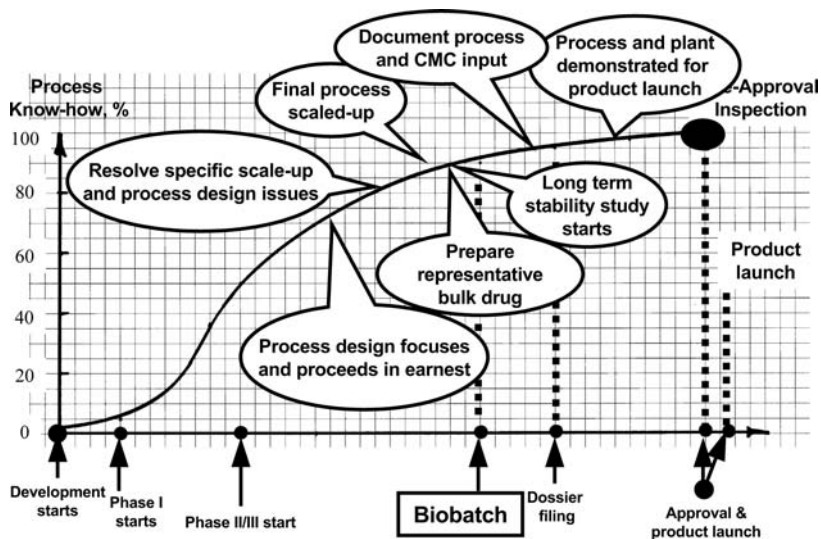 Document process
and CMC input
Process and plant
demonstrated for
product launch
e-Approval
Inspection
Process
Know-how, %
Final process
scaled-up
100
80
60
40
20
0
Resolve specific scale-up
and process design issues
Long term
stability study
starts
Prepare
representative
bulk drug
Product
launch
Process design focuses
and proceeds in earnest
Development
starts
Phase I
starts
Phase II/III start
Biobatch
Dossier
filing
Approval &
product launch